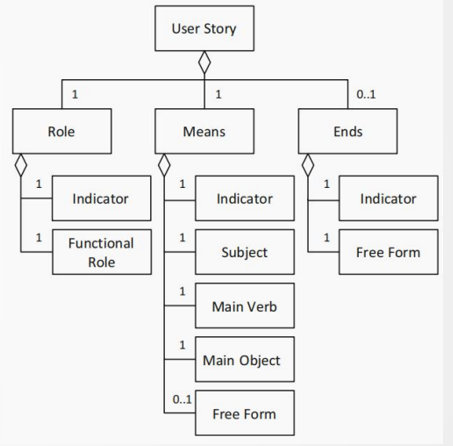 User Story
1
1
0..1
Role
Means
Ends
1
Indicator
1
Indicator
1
Indicator
1
Functional
Role
1
Subject
1
Free Form
1
Main Verb
1
Main Object
0..1
Free Form